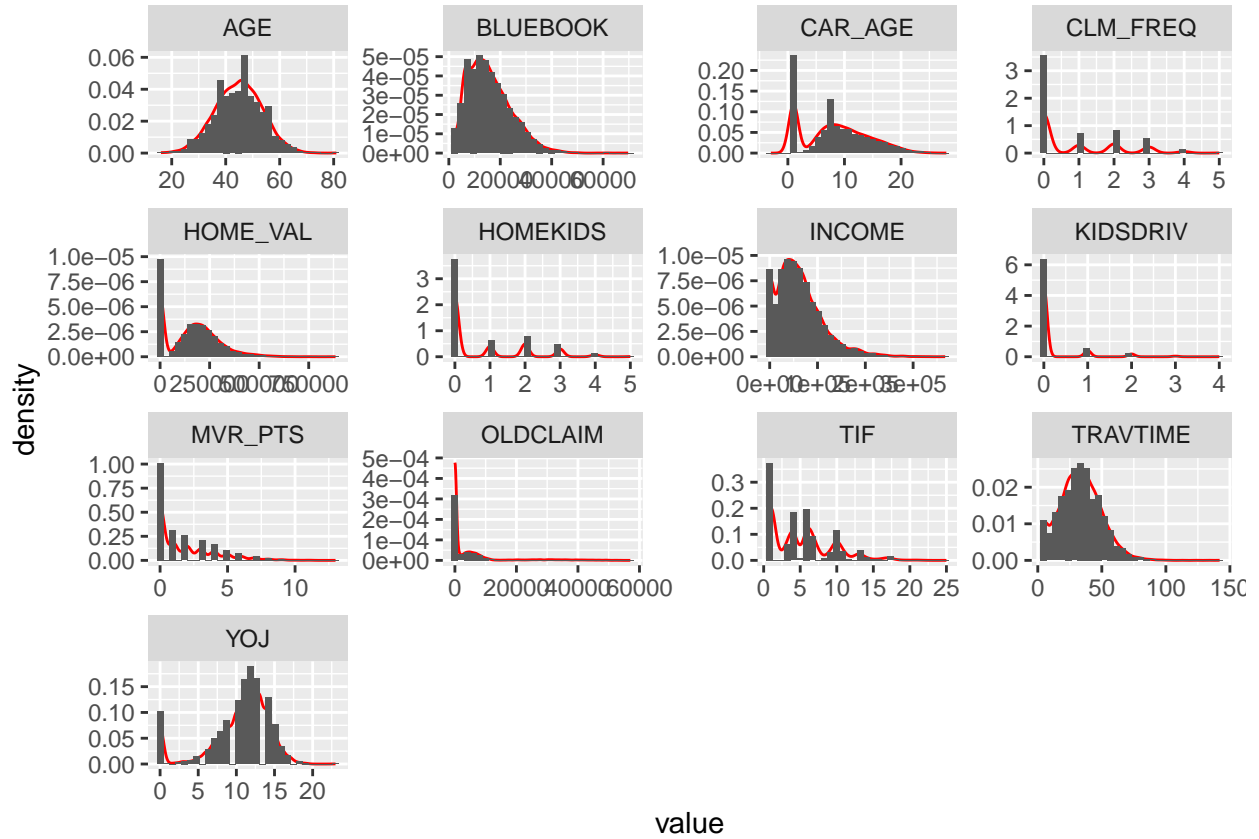 AGE
BLUEBOOK
CAR_AGE
CLM_FREQ
0.06
0.04
0.02
0.00
20 40 60 80
5e−05
4e−05
3e−05
2e−05
1e−05
0e+00
0 20000 40000 60000
0.20
0.15
0.10
0.05
0.00
0 10 20
3
2
1
0
0 1 2 3 4 5
HOME_VAL
HOMEKIDS
INCOME
KIDSDRIV
1.0e−05
7.5e−06
5.0e−06
2.5e−06
0.0e+00
0 250000 500000 750000
3
2
1
0
0 1 2 3 4 5
1.0e−05
7.5e−06
5.0e−06
2.5e−06
0.0e+00
0e+00 1e+05 2e+05 3e+05
6
4
2
0
0 1 2 3 4
density
MVR_PTS
OLDCLAIM
TIF
TRAVTIME
1.00
0.75
0.50
0.25
0.00
0 5 10
5e−04
4e−04
3e−04
2e−04
1e−04
0e+00
0 20000 40000 60000
0.3
0.2
0.1
0.0
0 5 10 15 20 25
0.02
0.01
0.00
0 50 100 150
YOJ
0.15
0.10
0.05
0.00
0 5 10 15 20
value